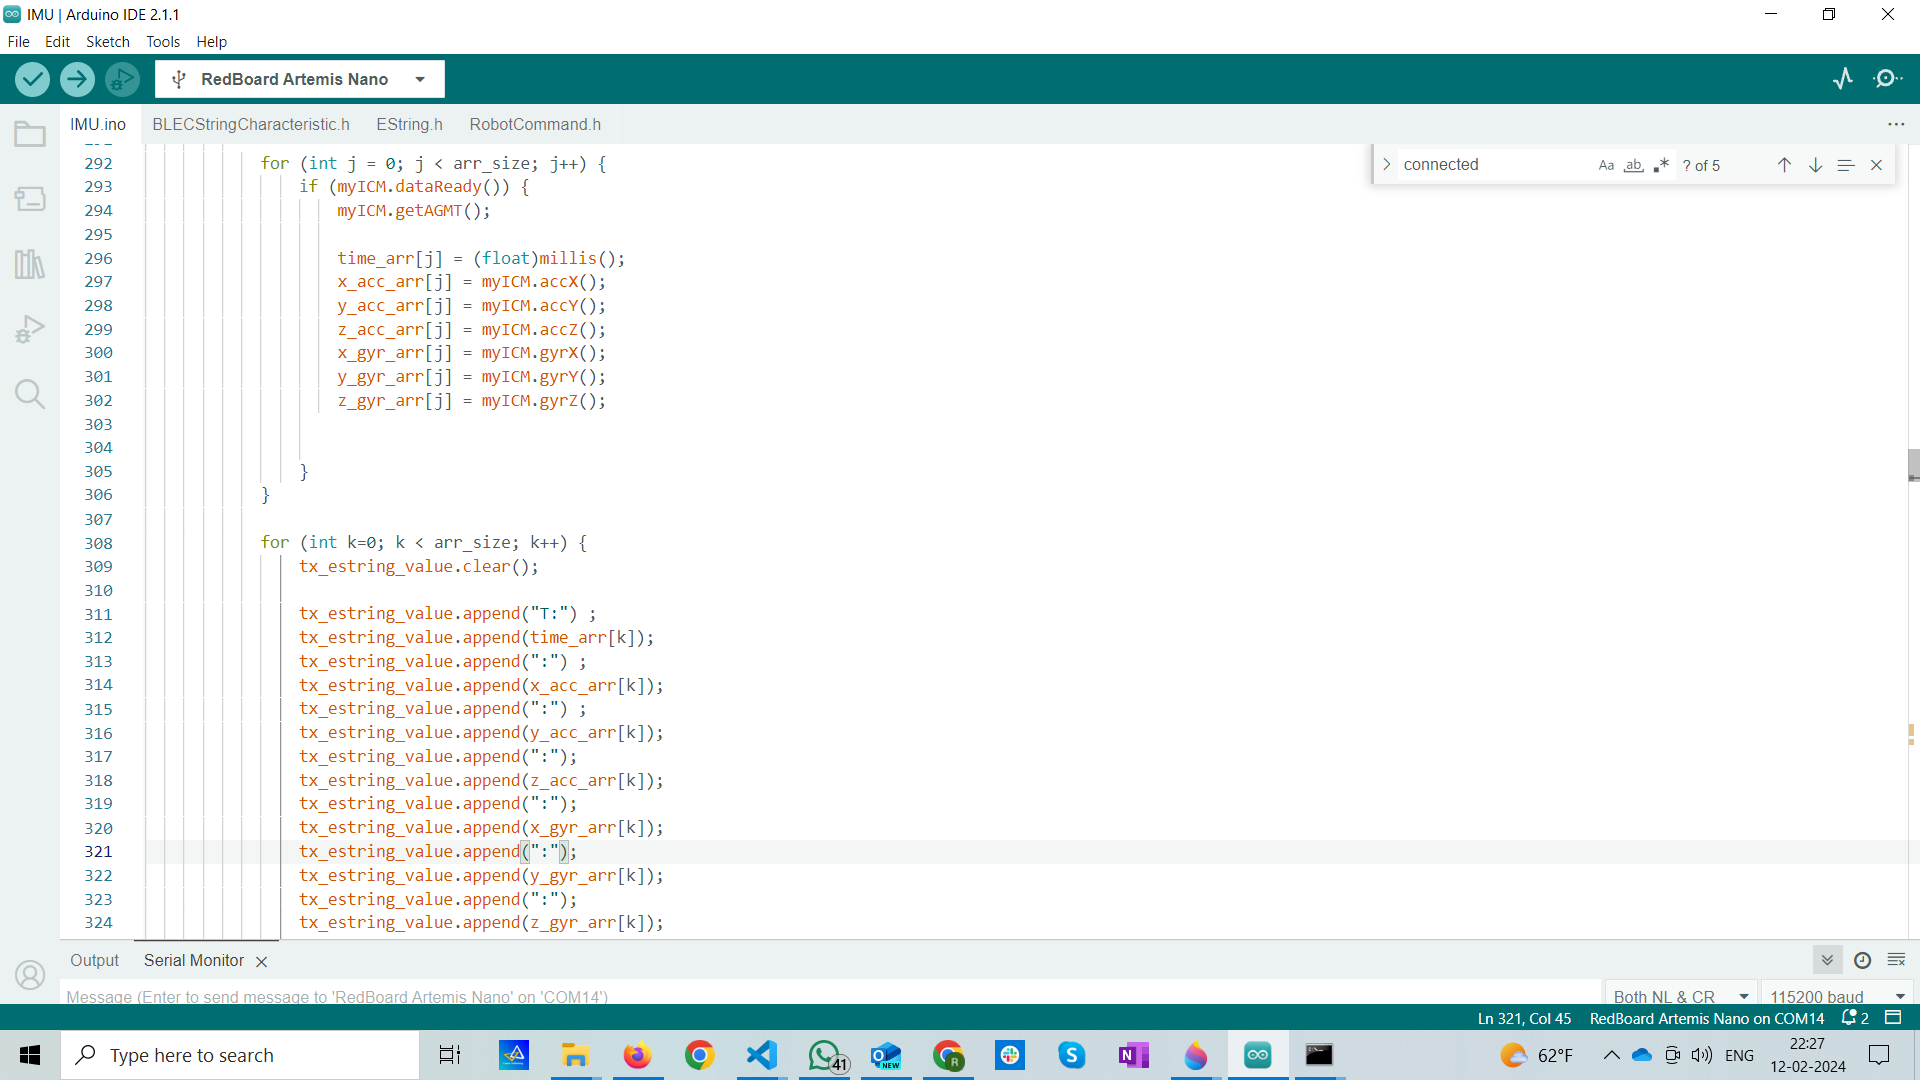 IMU | Arduino IDE 2.1.1
File Edit Sketch Tools Help
RedBoard Artemis Nano
IMU.ino BLECStringCharacteristic.h EString.h RobotCommand.h
connected Aa ab ? of 5
292 for (int j = 0; j < arr_size; j++) {
293 if (myICM.dataReady()) {
294 myICM.getAGMT();
295
296 time_arr[j] = (float)millis();
297 x_acc_arr[j] = myICM.accX();
298 y_acc_arr[j] = myICM.accY();
299 z_acc_arr[j] = myICM.accZ();
300 x_gyr_arr[j] = myICM.gyrX();
301 y_gyr_arr[j] = myICM.gyrY();
302 z_gyr_arr[j] = myICM.gyrZ();
303
304
305 }
306 }
307
308 for (int k=0; k < arr_size; k++) {
309 tx_estring_value.clear();
310
311 tx_estring_value.append("T:") ;
312 tx_estring_value.append(time_arr[k]);
313 tx_estring_value.append(":") ;
314 tx_estring_value.append(x_acc_arr[k]);
315 tx_estring_value.append(":") ;
316 tx_estring_value.append(y_acc_arr[k]);
317 tx_estring_value.append(":");
318 tx_estring_value.append(z_acc_arr[k]);
319 tx_estring_value.append(":");
320 tx_estring_value.append(x_gyr_arr[k]);
321 tx_estring_value.append(":");
322 tx_estring_value.append(y_gyr_arr[k]);
323 tx_estring_value.append(":");
324 tx_estring_value.append(z_gyr_arr[k]);
Output Serial Monitor
Message (Enter to send message to 'RedBoard Artemis Nano' on 'COM14')
Both NL & CR 115200 baud
Ln 321, Col 45 RedBoard Artemis Nano on COM14 2
Type here to search
41
NEW
R
62°F
ENG
22:27
12-02-2024